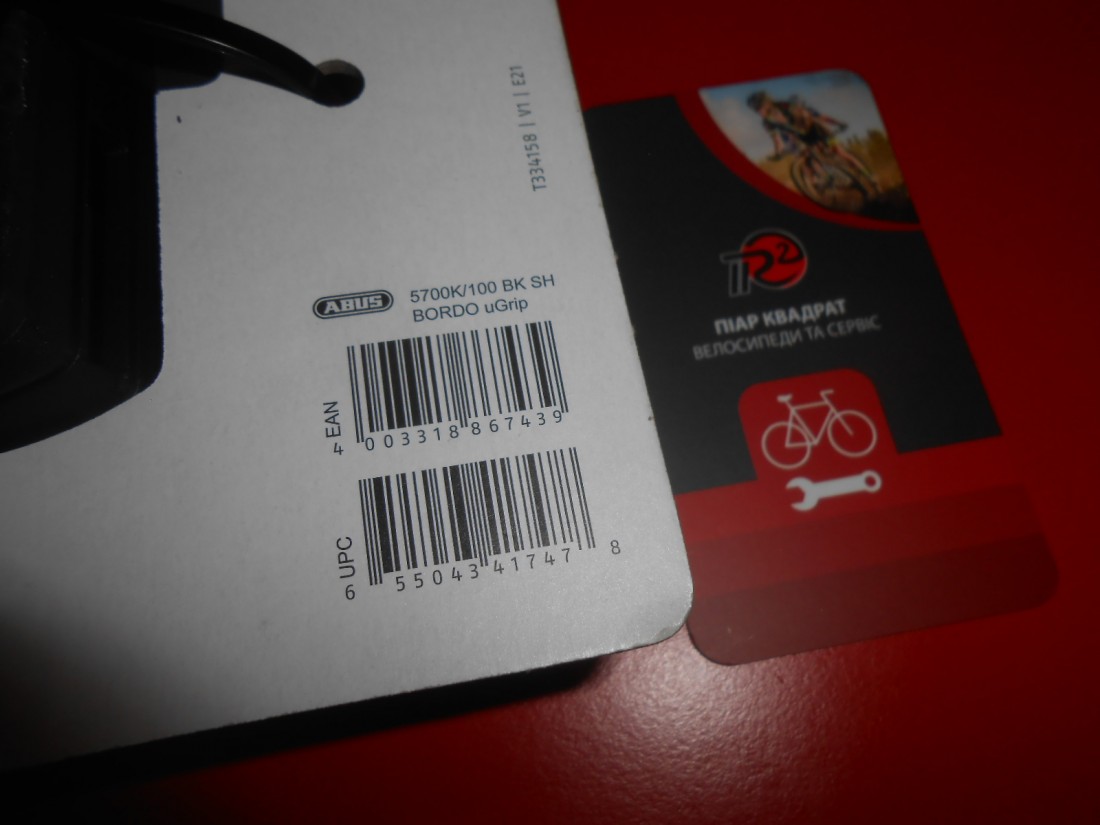 T334158 | V1 | E21
ABUS
5700K/100 BK SH
BORDO uGrip
EAN
4 003318 867439
UPC
6 55043 41747 8
ПR2
ПІАР КВАДРАТ
ВЕЛОСИПЕДИ ТА СЕРВІС